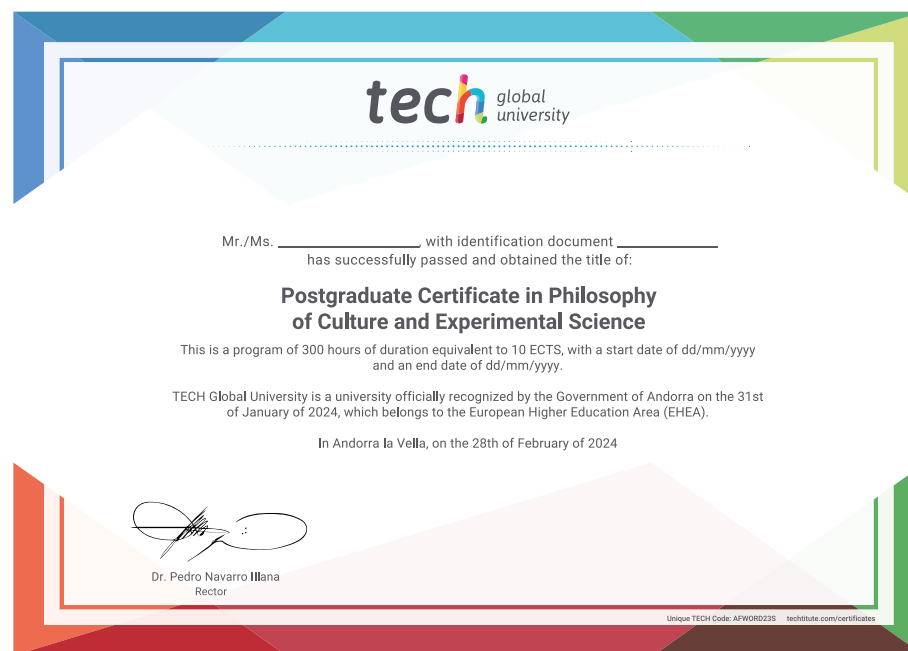 tech global
university
Mr./Ms. ____________________, with identification document ______________
has successfully passed and obtained the title of:
Postgraduate Certificate in Philosophy
of Culture and Experimental Science
This is a program of 300 hours of duration equivalent to 10 ECTS, with a start date of dd/mm/yyyy
and an end date of dd/mm/yyyy.
TECH Global University is a university officially recognized by the Government of Andorra on the 31st
of January of 2024, which belongs to the European Higher Education Area (EHEA).
In Andorra la Vella, on the 28th of February of 2024
Dr. Pedro Navarro Illana
Rector
Unique TECH Code: AFWORD23S techtitute.com/certificates